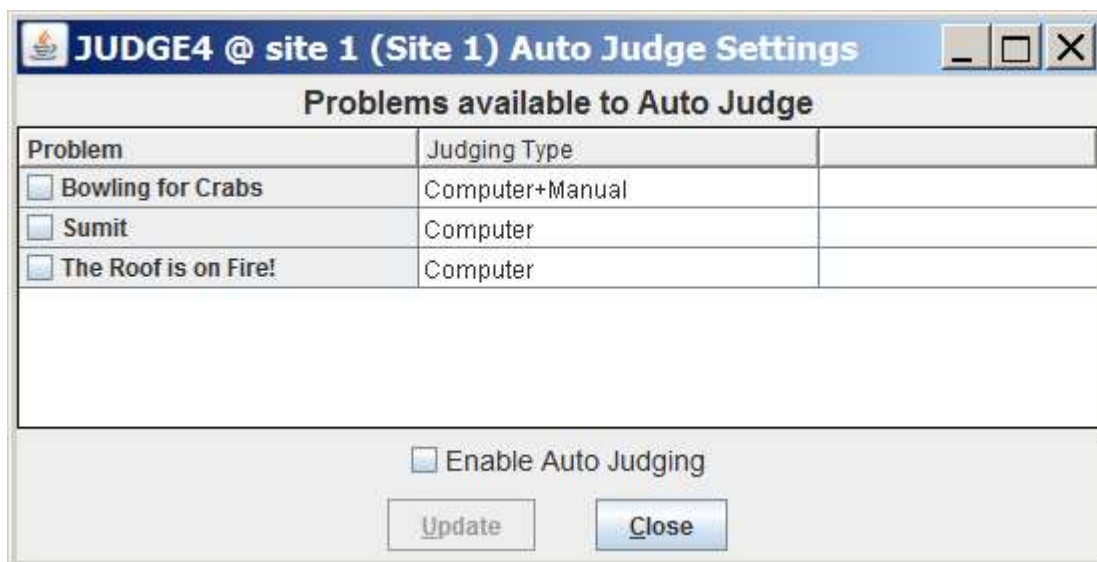 JUDGE4 @ site 1 (Site 1) Auto Judge Settings
Problems available to Auto Judge
Problem Judging Type
Bowling for Crabs Computer+Manual
Sumit Computer
The Roof is on Fire! Computer
Enable Auto Judging
Update Close